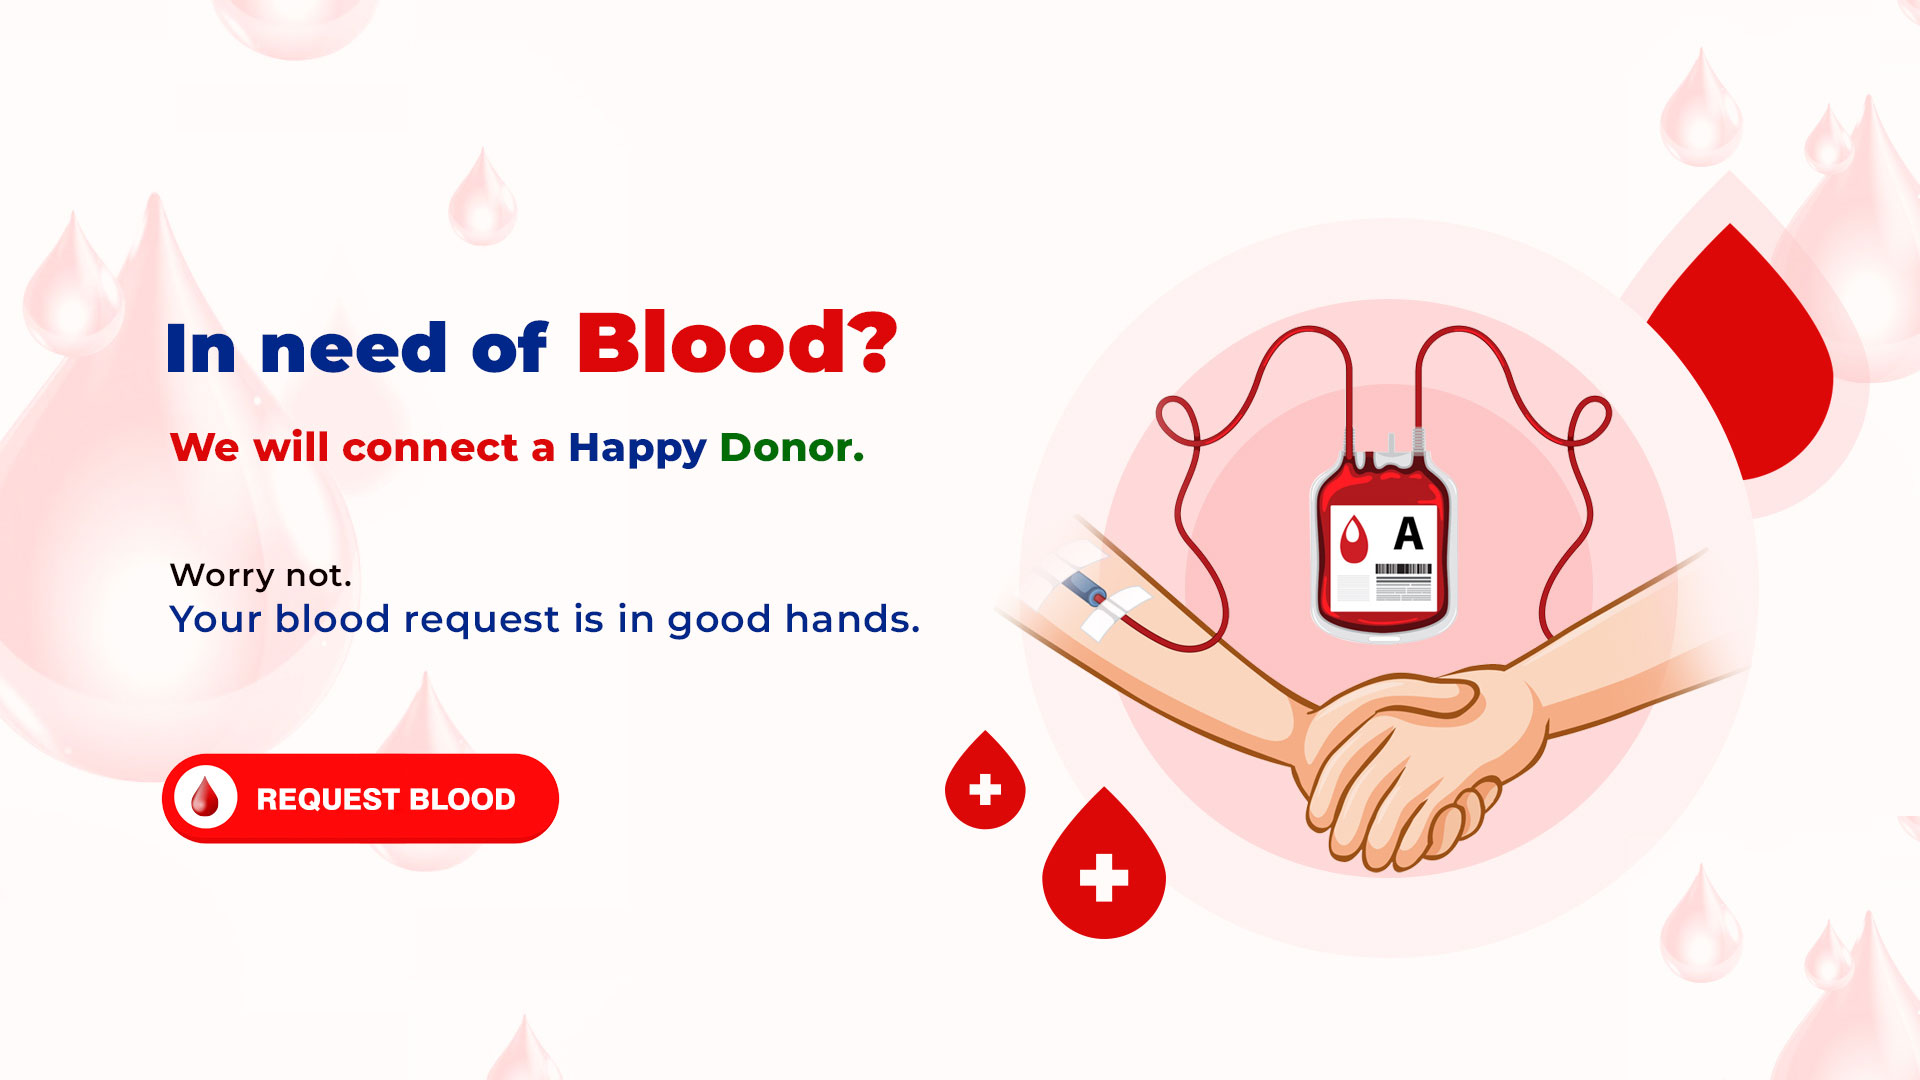 In need of Blood?
We will connect a Happy Donor.
Worry not.
Your blood request is in good hands.
REQUEST BLOOD
A